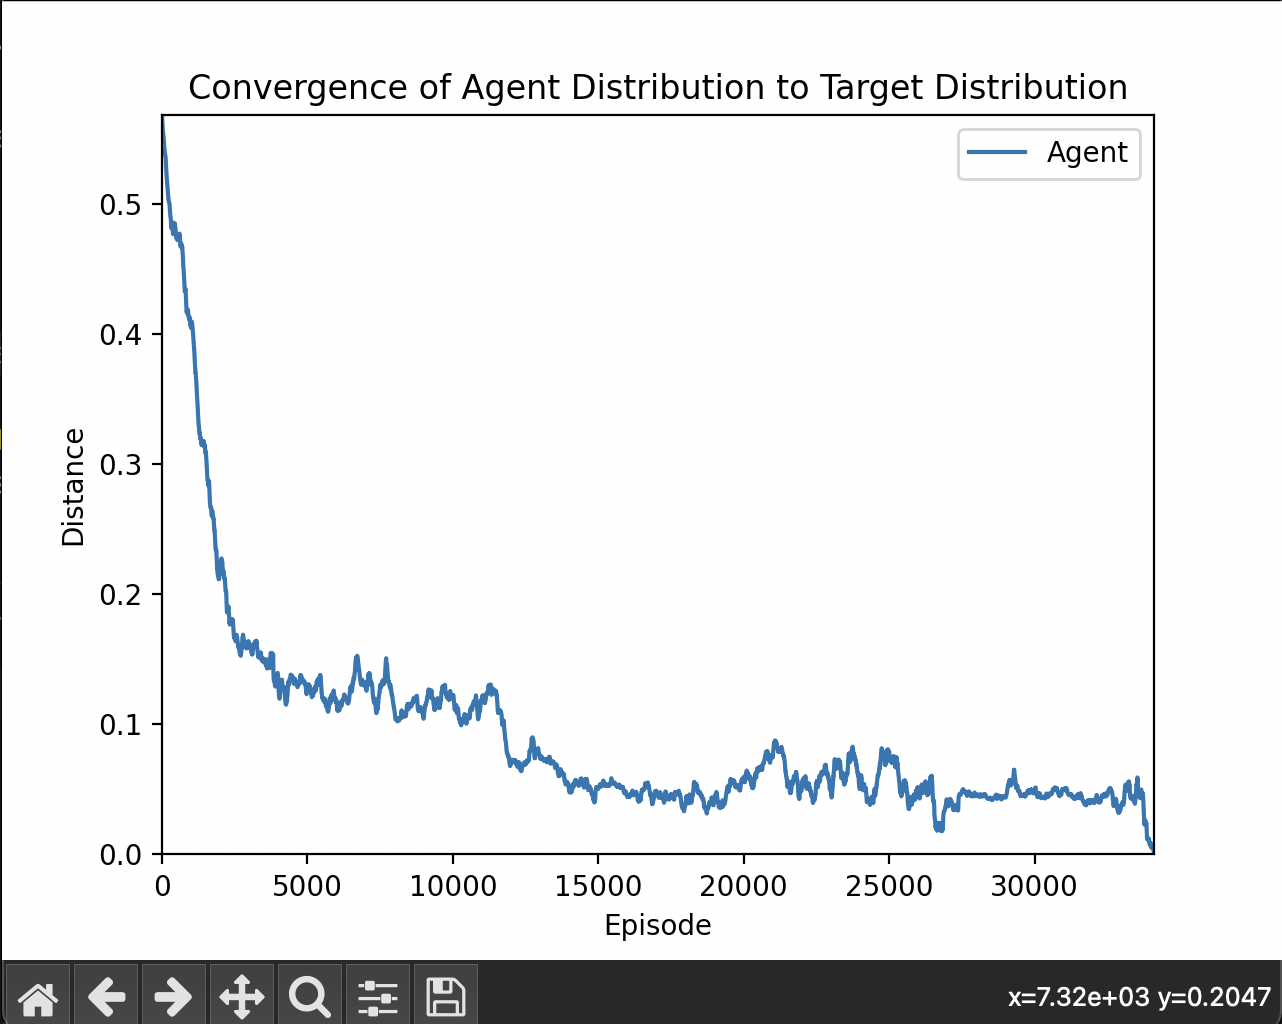 Convergence of Agent Distribution to Target Distribution
Agent
0.5
0.4
0.3
0.2
0.1
0.0
Distance
0 5000 10000 15000 20000 25000 30000
Episode
x=7.32e+03 y=0.2047